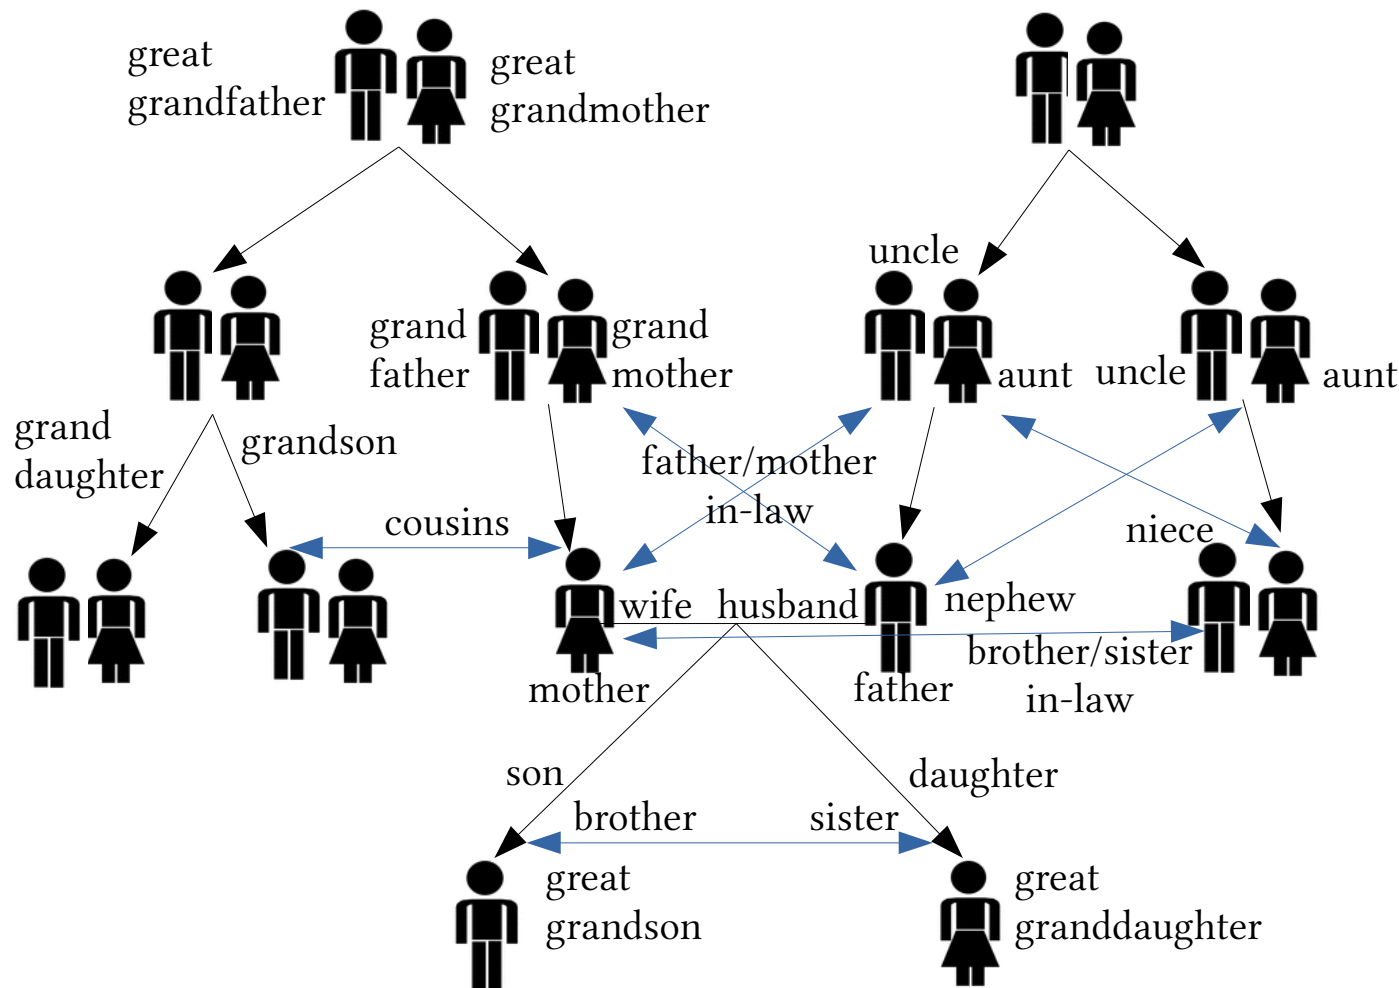 great
grandfather
great
grandmother
uncle
grand
father
grand
mother
aunt
uncle
aunt
grand
daughter
grandson
father/mother
in-law
cousins
niece
wife
husband
nephew
brother/sister
in-law
mother
father
son
daughter
brother
sister
great
grandson
great
granddaughter